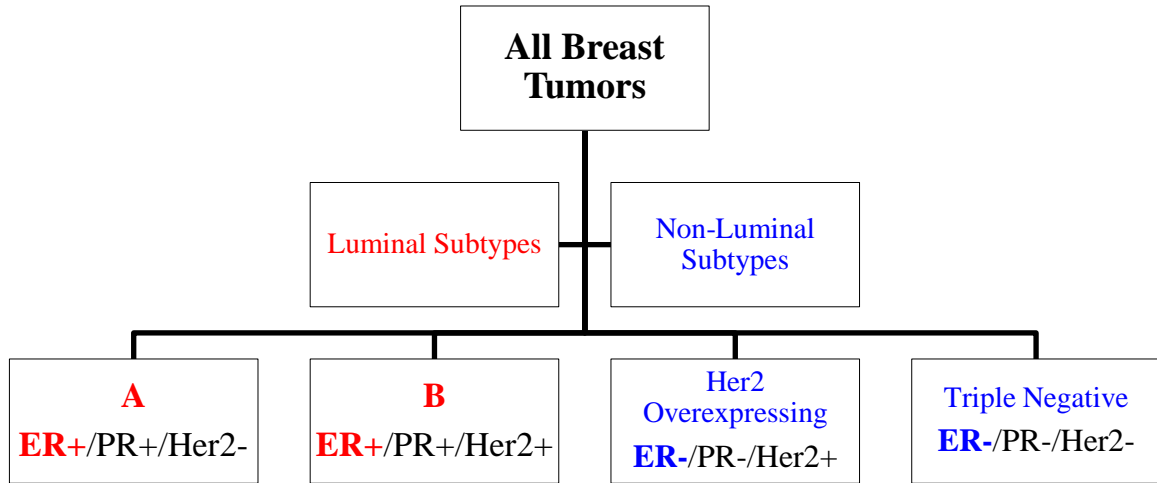 All Breast
Tumors
Luminal Subtypes
Non-Luminal
Subtypes
A
ER+/PR+/Her2-
B
ER+/PR+/Her2+
Her2
Overexpressing
ER-/PR-/Her2+
Triple Negative
ER-/PR-/Her2-